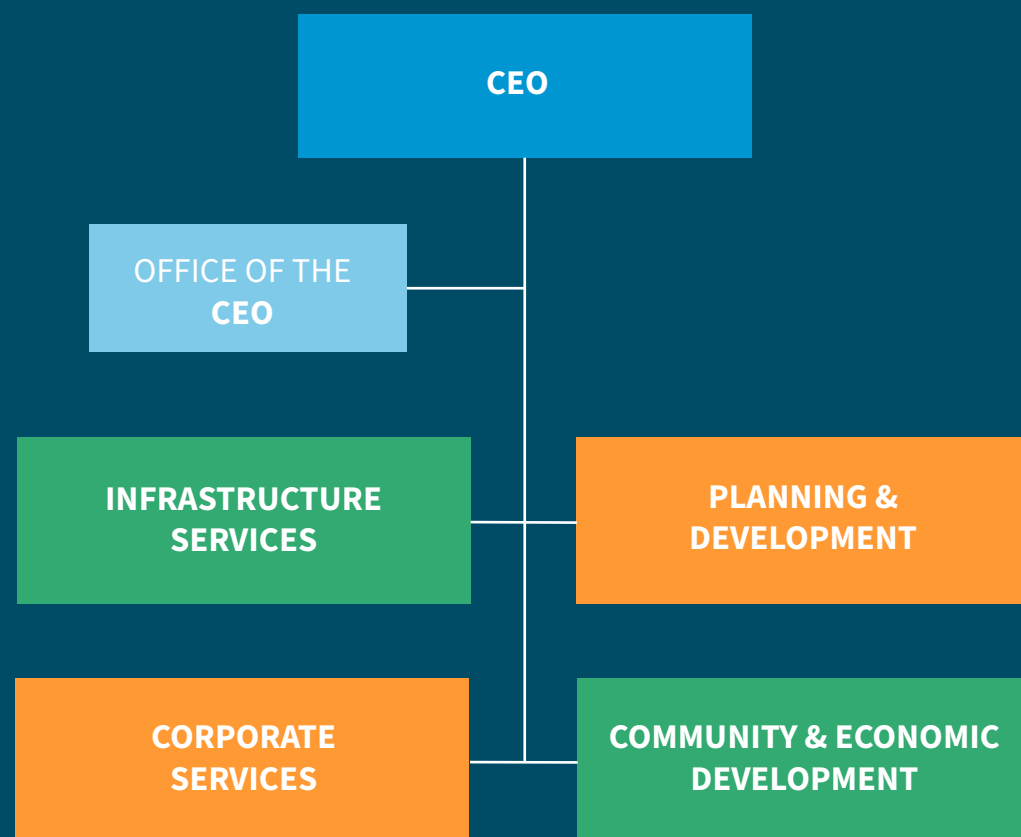 CEO
OFFICE OF THE
CEO
INFRASTRUCTURE
SERVICES
PLANNING &
DEVELOPMENT
CORPORATE
SERVICES
COMMUNITY & ECONOMIC
DEVELOPMENT